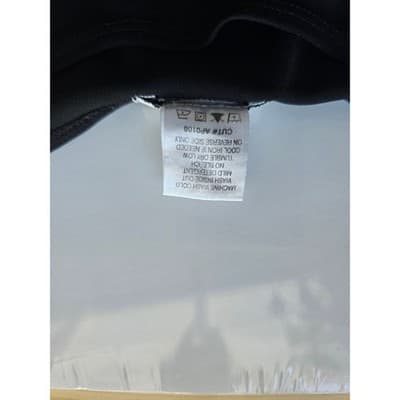 MACHINE WASH COLD
WASH INSIDE OUT
MILD DETERGENT
NO BLEACH
TUMBLE DRY LOW
COOL IRON IF NEEDED
ON REVERSE SIDE ONLY
CUT# AP0108